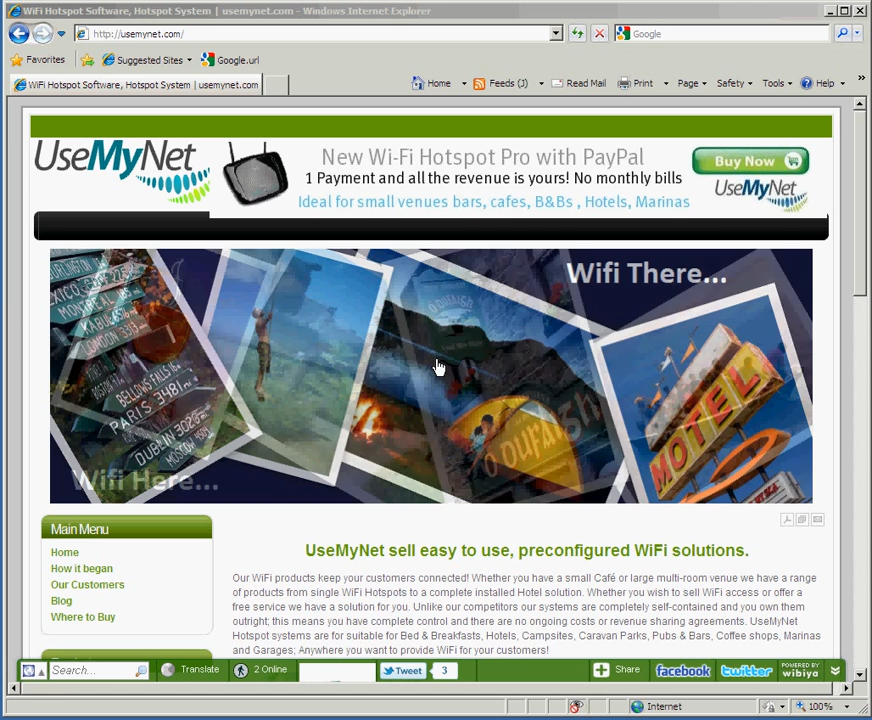 WiFi Hotspot Software, Hotspot System | usemynet.com - Windows Internet Explorer
http://usemynet.com/
Google
Favorites Suggested Sites Google.url
WiFi Hotspot Software, Hotspot System | usemynet.com
Home Feeds (J) Read Mail Print Page Safety Tools Help »
UseMyNet
New Wi-Fi Hotspot Pro with PayPal
1 Payment and all the revenue is yours! No monthly bills
Ideal for small venues bars, cafes, B&Bs , Hotels, Marinas
Buy Now
UseMyNet
Wifi There...
MONTREAL
BELLOWS FALLS
PARIS 3481 mi
DUBLIN 3028 mi
MOSCOW
MOTEL
Wifi Here...
Main Menu
Home
How it began
Our Customers
Blog
Where to Buy
UseMyNet sell easy to use, preconfigured WiFi solutions.
Our WiFi products keep your customers connected! Whether you have a small Café or large multi-room venue we have a range
of products from single WiFi Hotspots to a complete installed Hotel solution. Whether you wish to sell WiFi access or offer a
free service we have a solution for you. Unlike our competitors our systems are completely self-contained and you own them
outright; this means you have complete control and there are no ongoing costs or revenue sharing agreements. UseMyNet
Hotspot systems are for suitable for Bed & Breakfasts, Hotels, Campsites, Caravan Parks, Pubs & Bars, Coffee shops, Marinas
and Garages; Anywhere you want to provide WiFi for your customers!
Search... Translate 2 Online Tweet 3 Share facebook twitter POWERED BY wibiya
Internet 100%